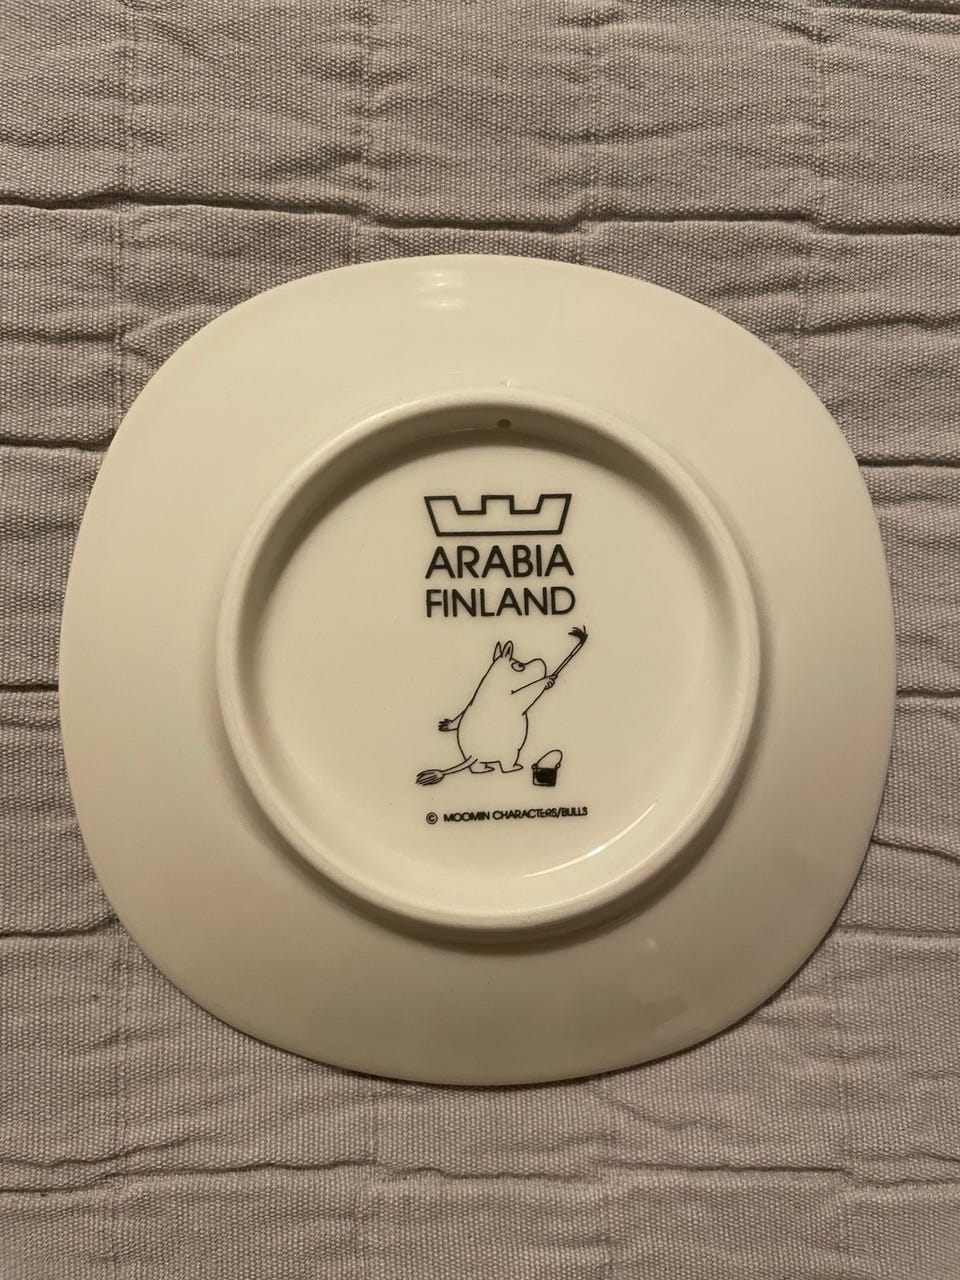 ARABIA
FINLAND
© MOOMIN CHARACTERS/BULLS